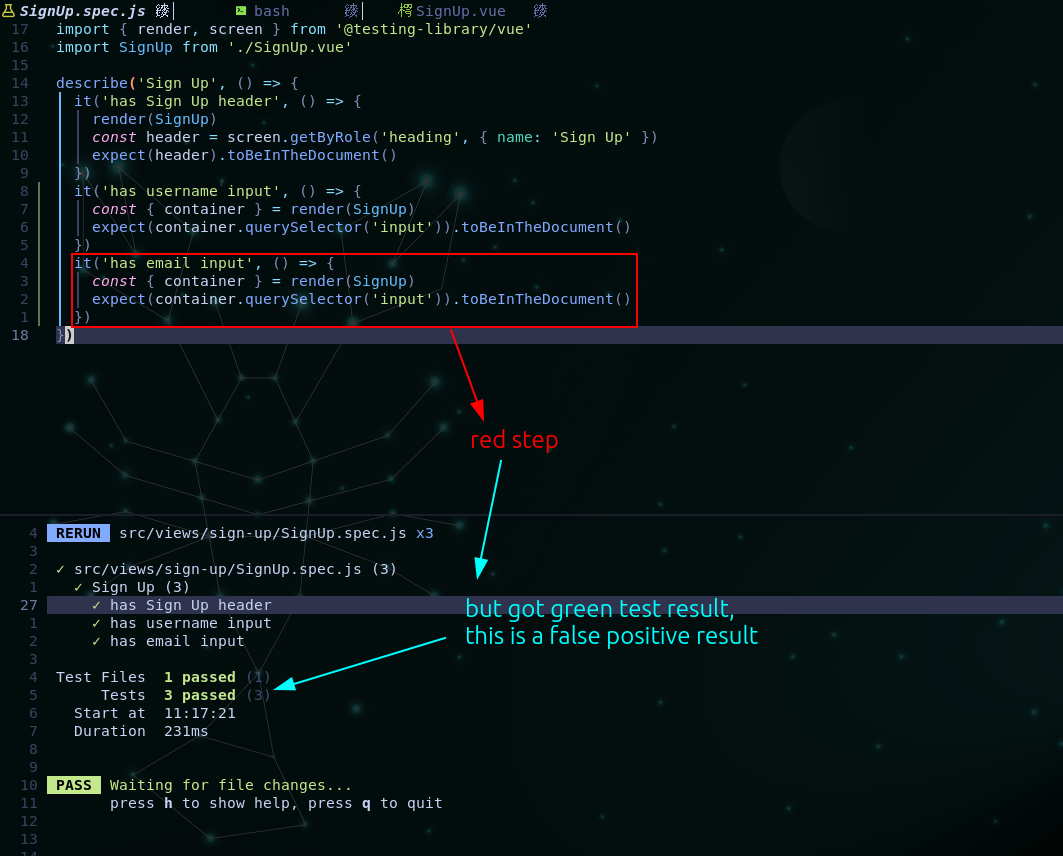 SignUp.spec.js bash SignUp.vue
17 import { render, screen } from '@testing-library/vue'
16 import SignUp from './SignUp.vue'
15
14 describe('Sign Up', () => {
13 it('has Sign Up header', () => {
12 render(SignUp)
11 const header = screen.getByRole('heading', { name: 'Sign Up' })
10 expect(header).toBeInTheDocument()
9 })
8 it('has username input', () => {
7 const { container } = render(SignUp)
6 expect(container.querySelector('input')).toBeInTheDocument()
5 })
4 it('has email input', () => {
3 const { container } = render(SignUp)
2 expect(container.querySelector('input')).toBeInTheDocument()
1 })
18 })
red step
4 RERUN src/views/sign-up/SignUp.spec.js x3
3
2 ✓ src/views/sign-up/SignUp.spec.js (3)
1 ✓ Sign Up (3)
27 ✓ has Sign Up header
1 ✓ has username input
2 ✓ has email input
but got green test result,
this is a false positive result
3
4 Test Files 1 passed (1)
5 Tests 3 passed (3)
6 Start at 11:17:21
7 Duration 231ms
8
9
10 PASS Waiting for file changes...
11 press h to show help, press q to quit
12
13
14